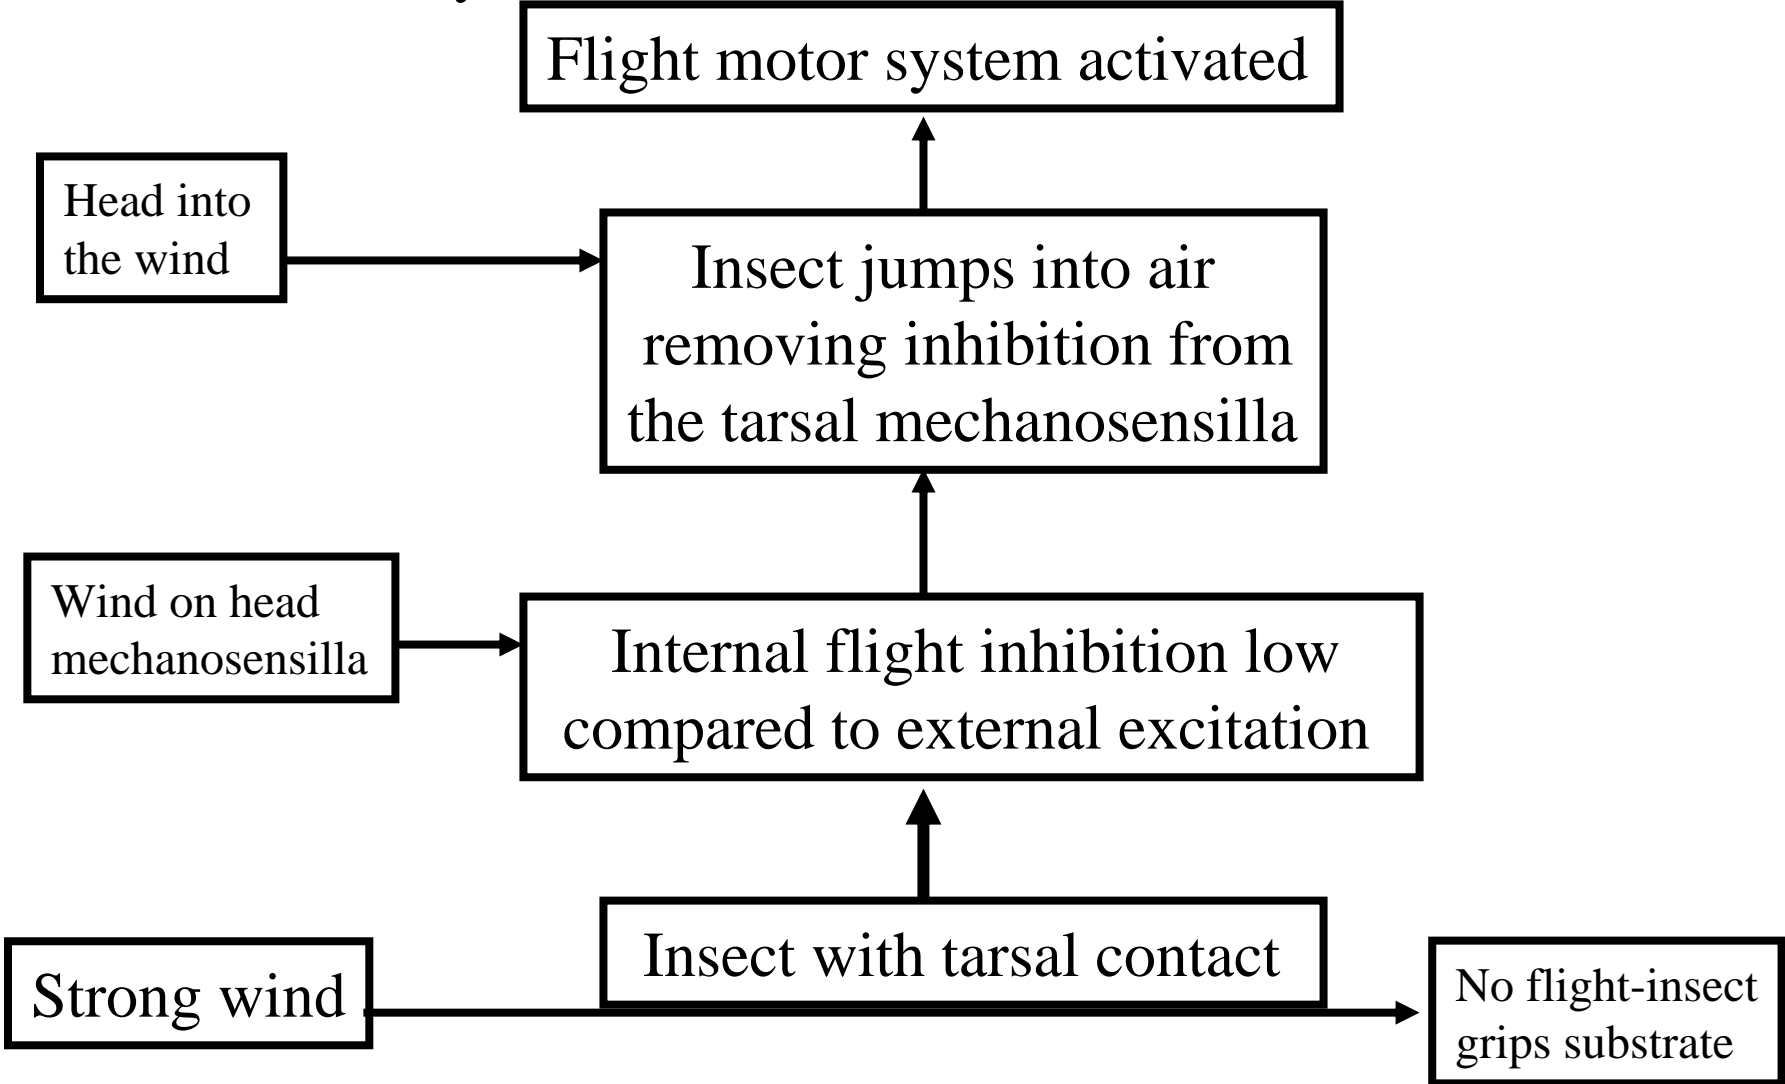 Flight motor system activated
Head into
the wind
Insect jumps into air
removing inhibition from
the tarsal mechanosensilla
Wind on head
mechanosensilla
Internal flight inhibition low
compared to external excitation
Insect with tarsal contact
Strong wind
No flight-insect
grips substrate